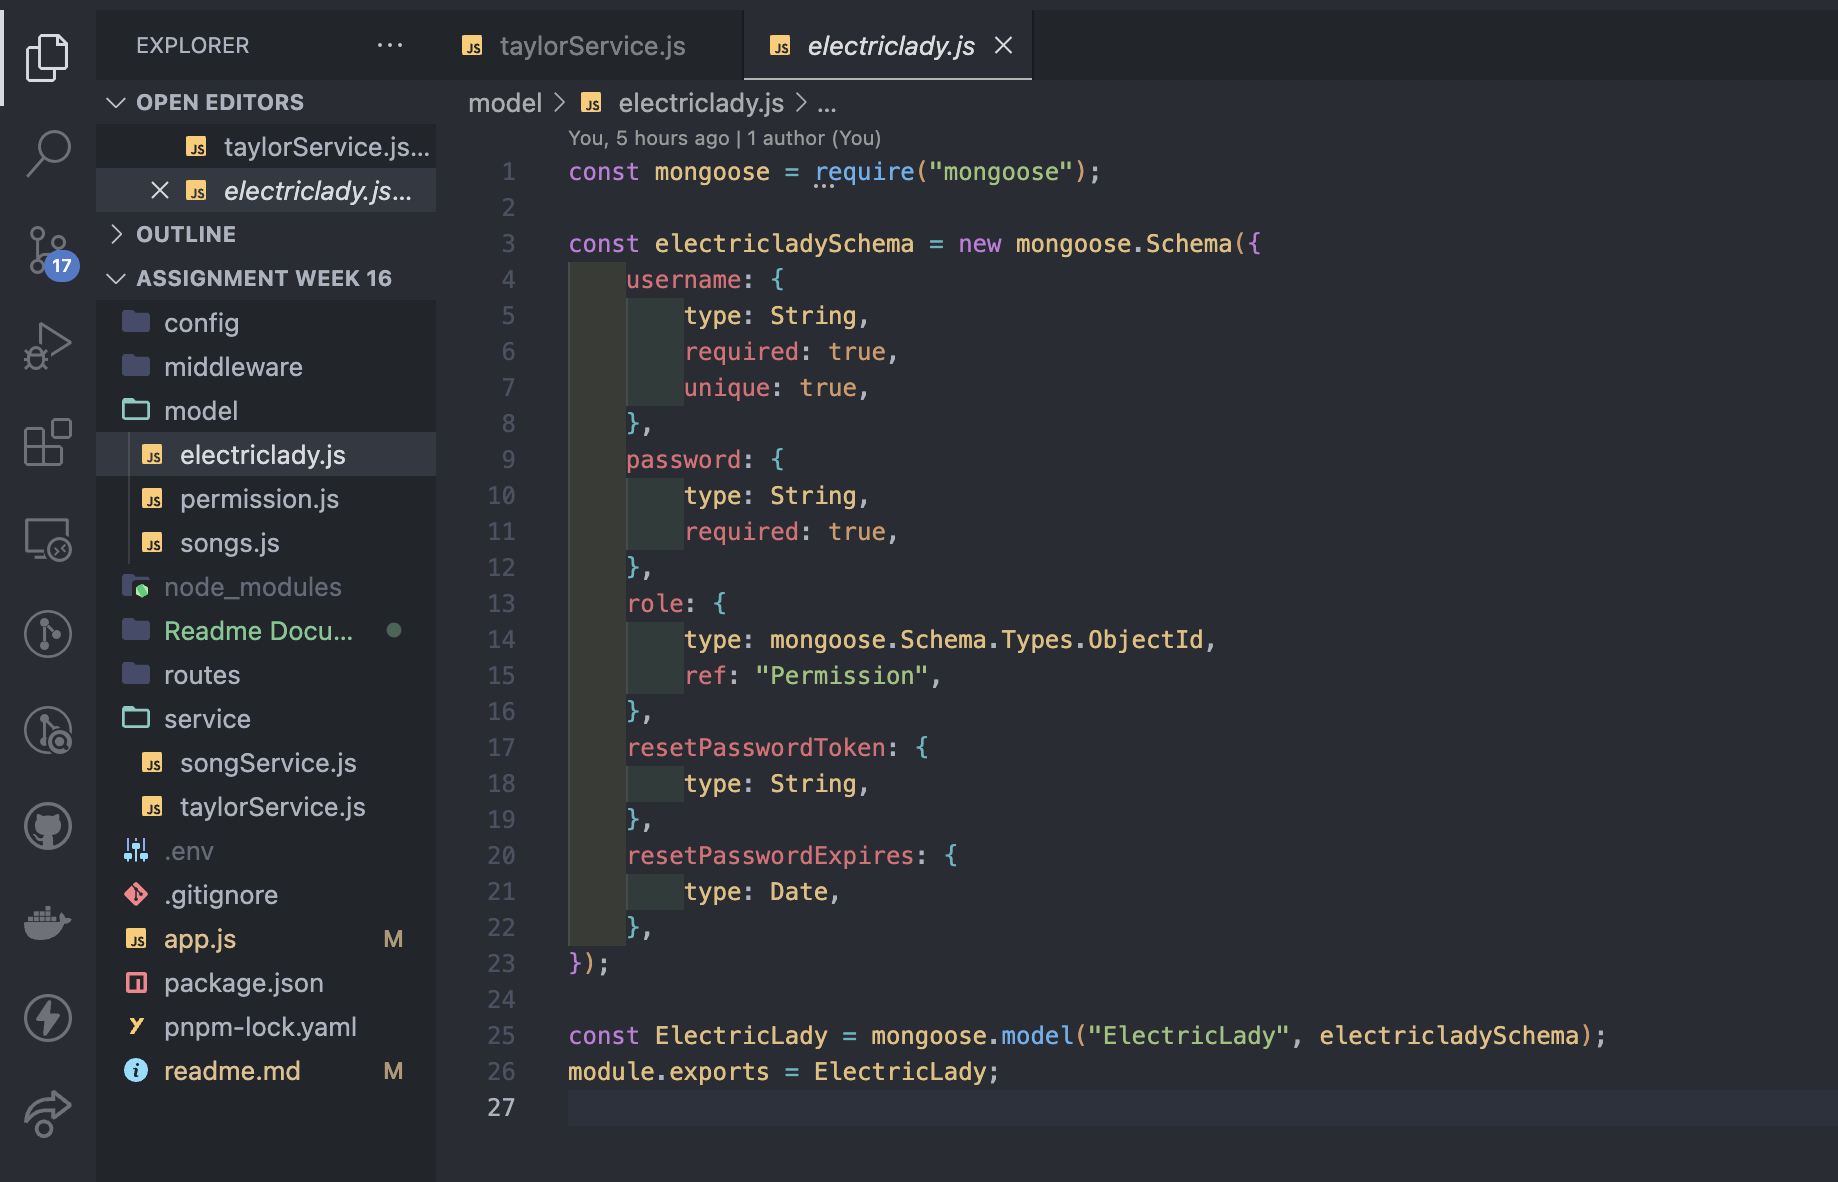 EXPLORER
taylorService.js
electriclady.js
OPEN EDITORS
taylorService.js...
electriclady.js...
OUTLINE
17
ASSIGNMENT WEEK 16
config
middleware
model
electriclady.js
permission.js
songs.js
node_modules
Readme Docu...
routes
service
songService.js
taylorService.js
.env
.gitignore
app.js M
package.json
pnpm-lock.yaml
readme.md M
model > electriclady.js > ...
You, 5 hours ago | 1 author (You)
1 const mongoose = require("mongoose");
2
3 const electricladySchema = new mongoose.Schema({
4 username: {
5 type: String,
6 required: true,
7 unique: true,
8 },
9 password: {
10 type: String,
11 required: true,
12 },
13 role: {
14 type: mongoose.Schema.Types.ObjectId,
15 ref: "Permission",
16 },
17 resetPasswordToken: {
18 type: String,
19 },
20 resetPasswordExpires: {
21 type: Date,
22 },
23 });
24
25 const ElectricLady = mongoose.model("ElectricLady", electricladySchema);
26 module.exports = ElectricLady;
27